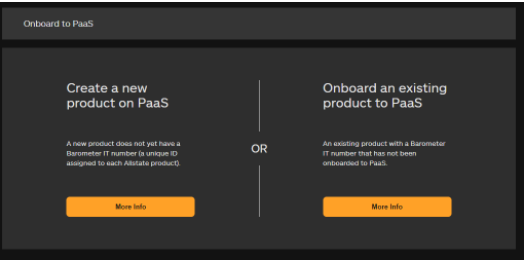 Onboard to PaaS
Create a new
product on PaaS
A new product does not yet have a
Barometer IT number (a unique ID
assigned to each Allstate product).
More Info
OR
Onboard an existing
product to PaaS
An existing product with a Barometer
IT number that has not been
onboarded to PaaS.
More Info